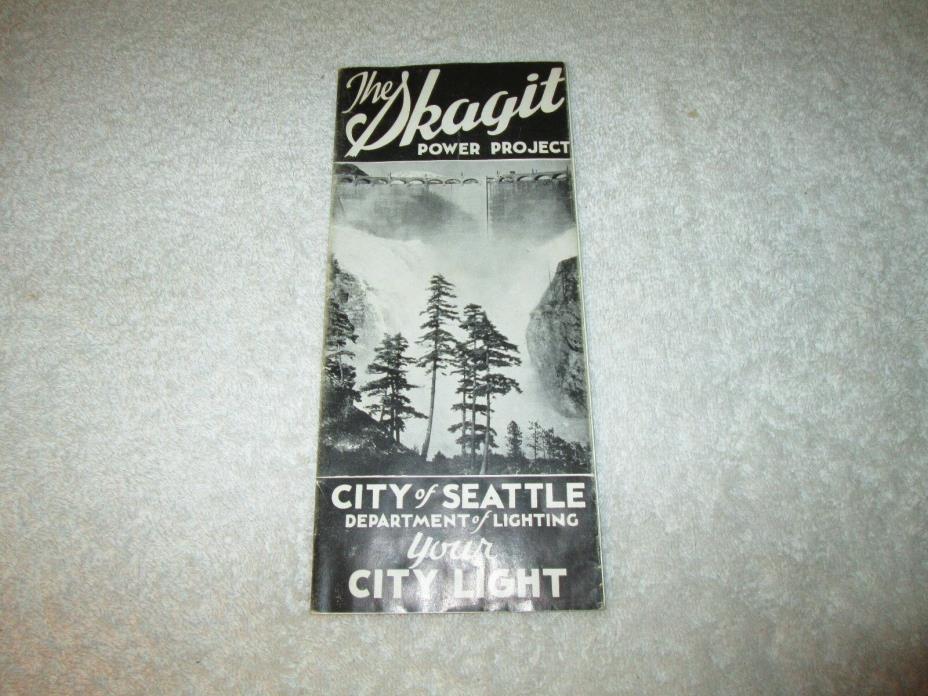 The Skagit
POWER PROJECT
CITY of SEATTLE
DEPARTMENT of LIGHTING
Your
CITY LIGHT